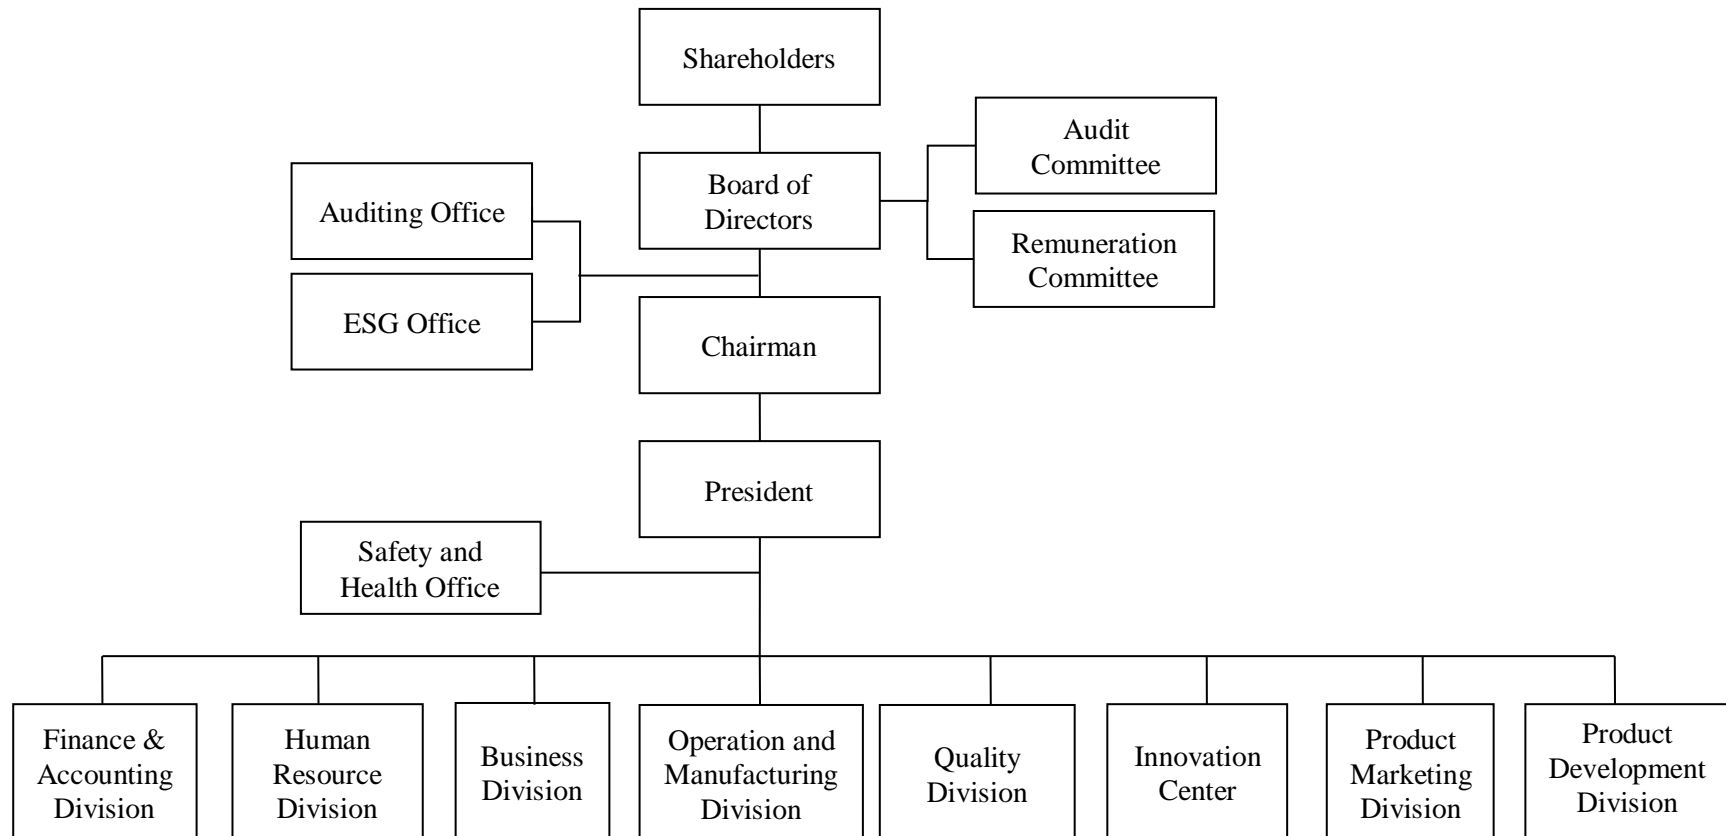 Shareholders
Audit
Committee
Board of
Directors
Auditing Office
Remuneration
Committee
ESG Office
Chairman
President
Safety and
Health Office
Finance &
Accounting
Division
Human
Resource
Division
Business
Division
Operation and
Manufacturing
Division
Quality
Division
Innovation
Center
Product
Marketing
Division
Product
Development
Division